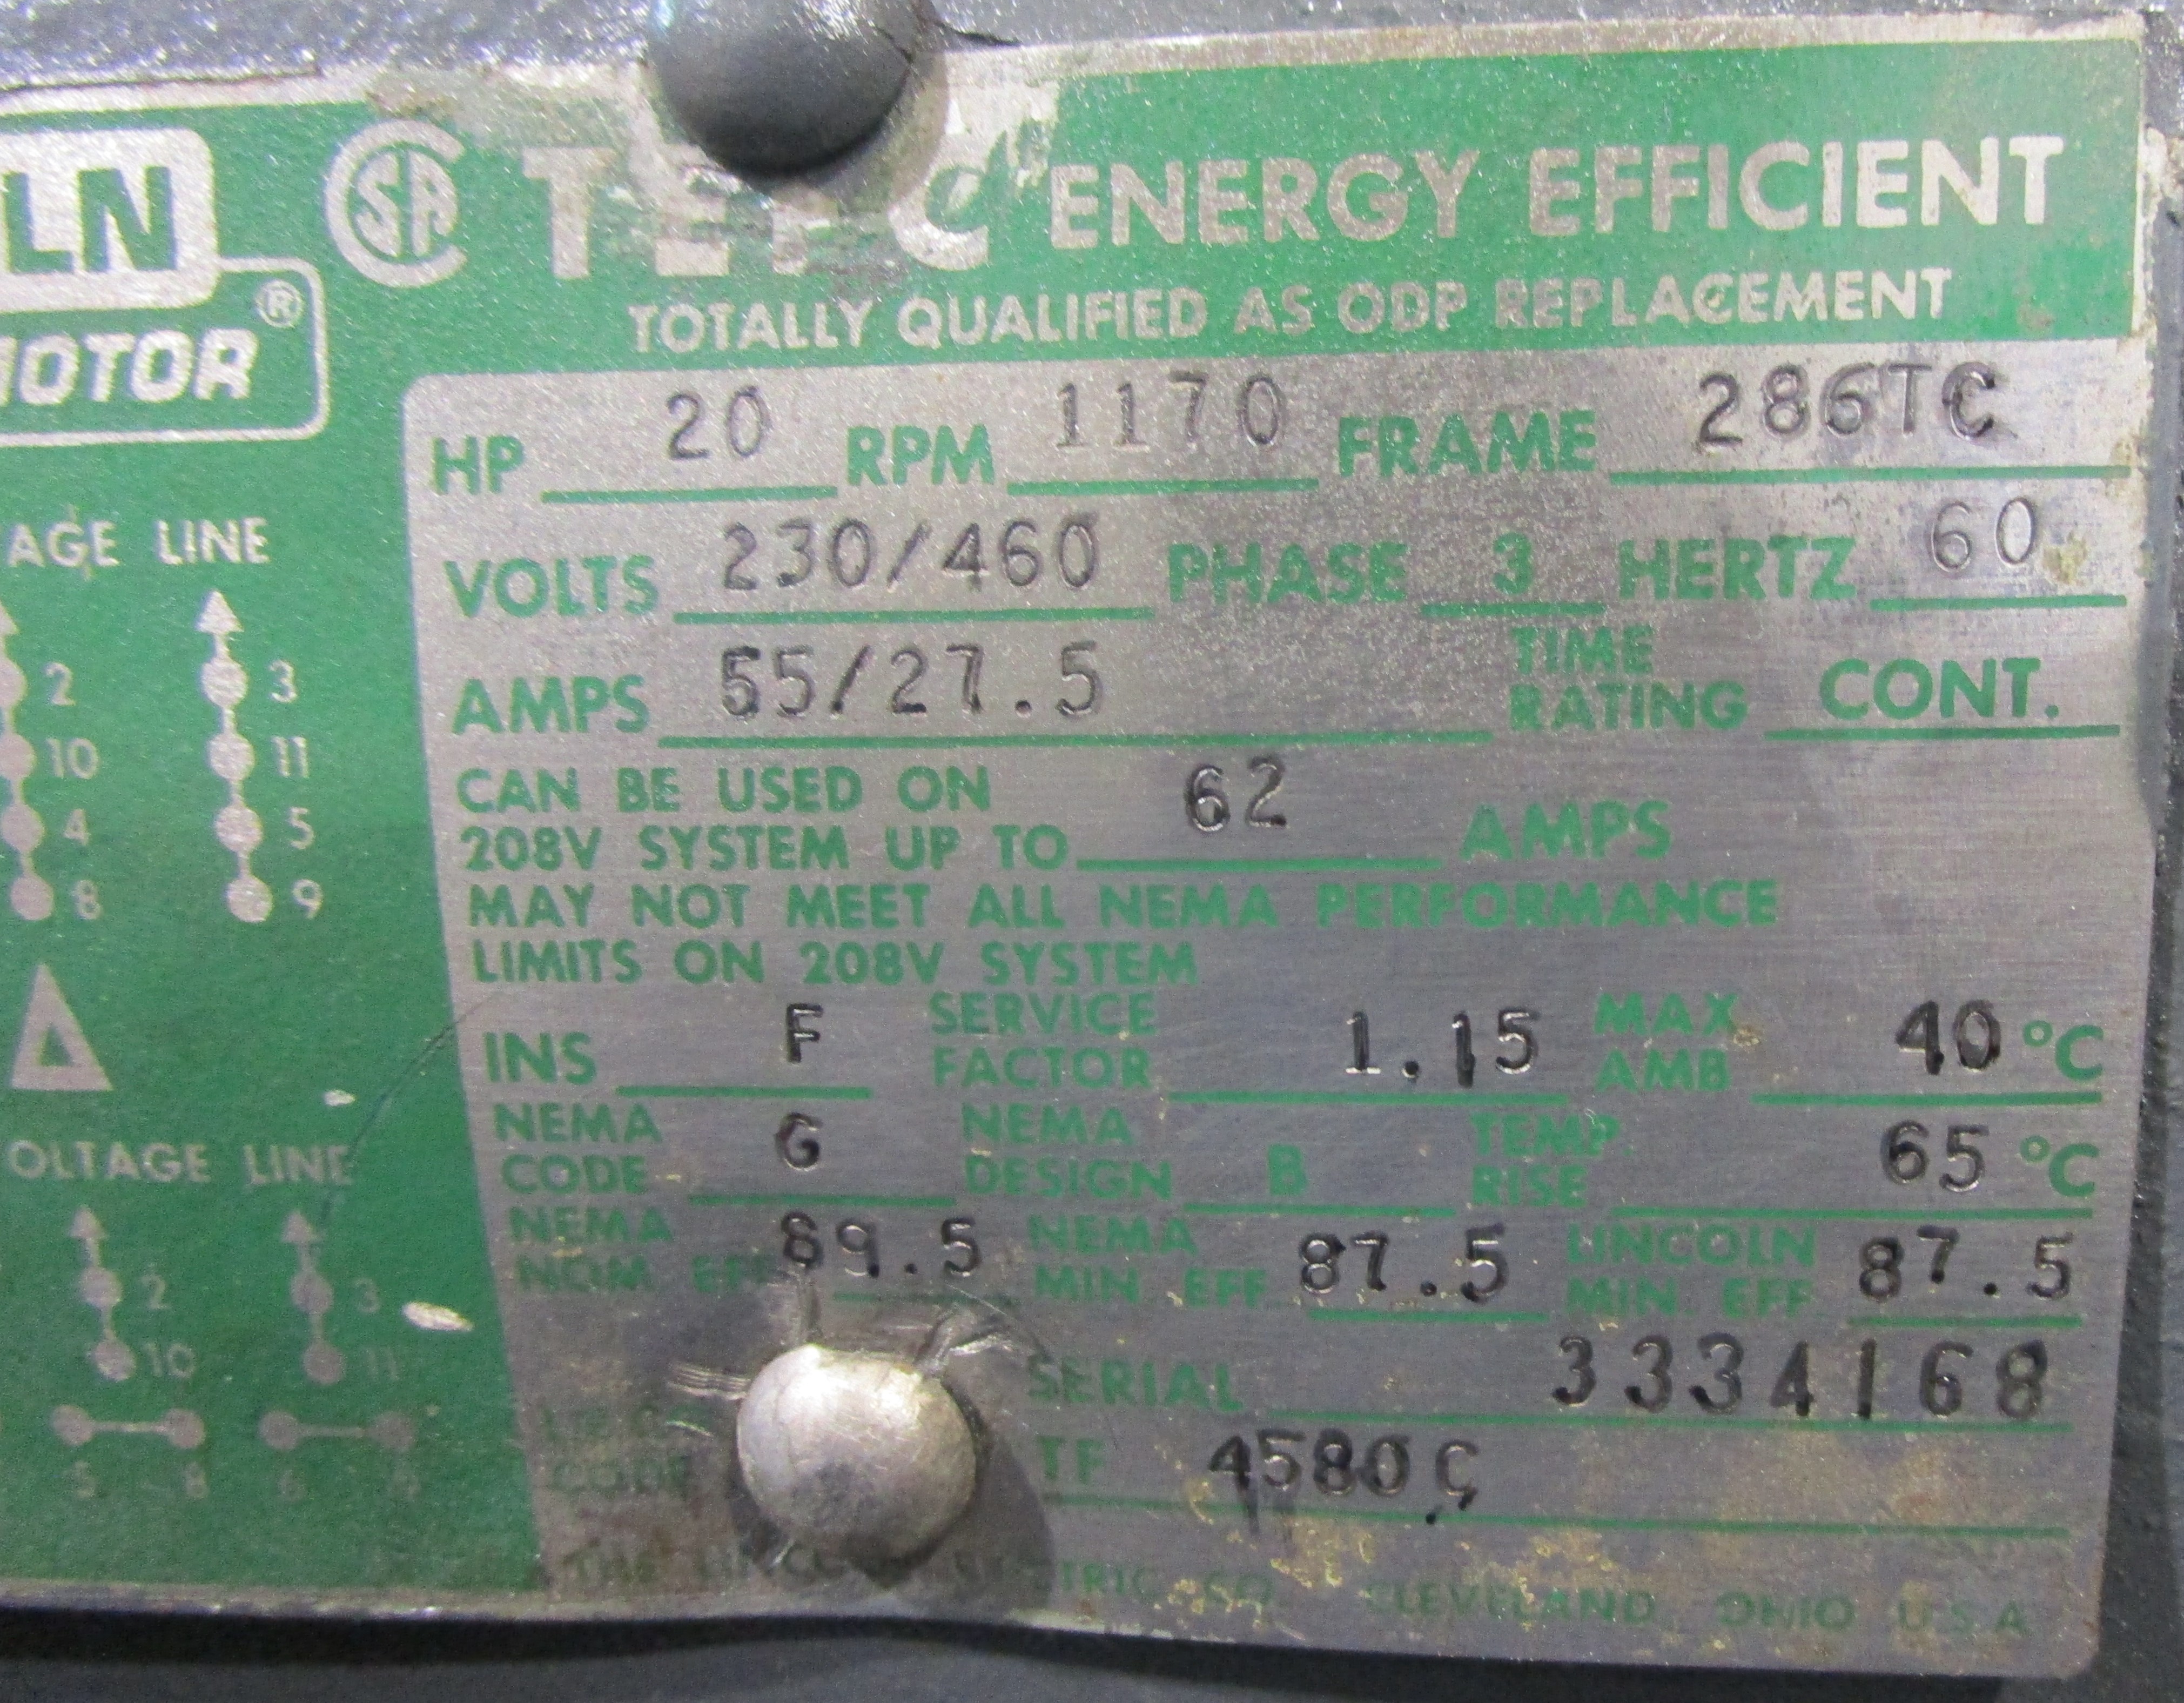 LN
MOTOR ®
CSA TEFC ENERGY EFFICIENT
TOTALLY QUALIFIED AS ODP REPLACEMENT
HP 20 RPM 1170 FRAME 286TC
VOLTS 230/460 PHASE 3 HERTZ 60
AMPS 55/27.5 TIME RATING CONT.
CAN BE USED ON
208V SYSTEM UP TO 62 AMPS
MAY NOT MEET ALL NEMA PERFORMANCE
LIMITS ON 208V SYSTEM
INS F SERVICE FACTOR 1.15 MAX AMB 40 °C
NEMA CODE G NEMA DESIGN B TEMP. RISE 65 °C
NEMA NOM EFF 89.5 NEMA MIN EFF 87.5 LINCOLN MIN EFF 87.5
SERIAL 3334168
TF 4580C
THE LINCOLN ELECTRIC CO. CLEVELAND, OHIO U.S.A
AGE LINE
2 3
10 11
4 5
8 9
Δ
OLTAGE LINE
2 3
10 11
5 8 6